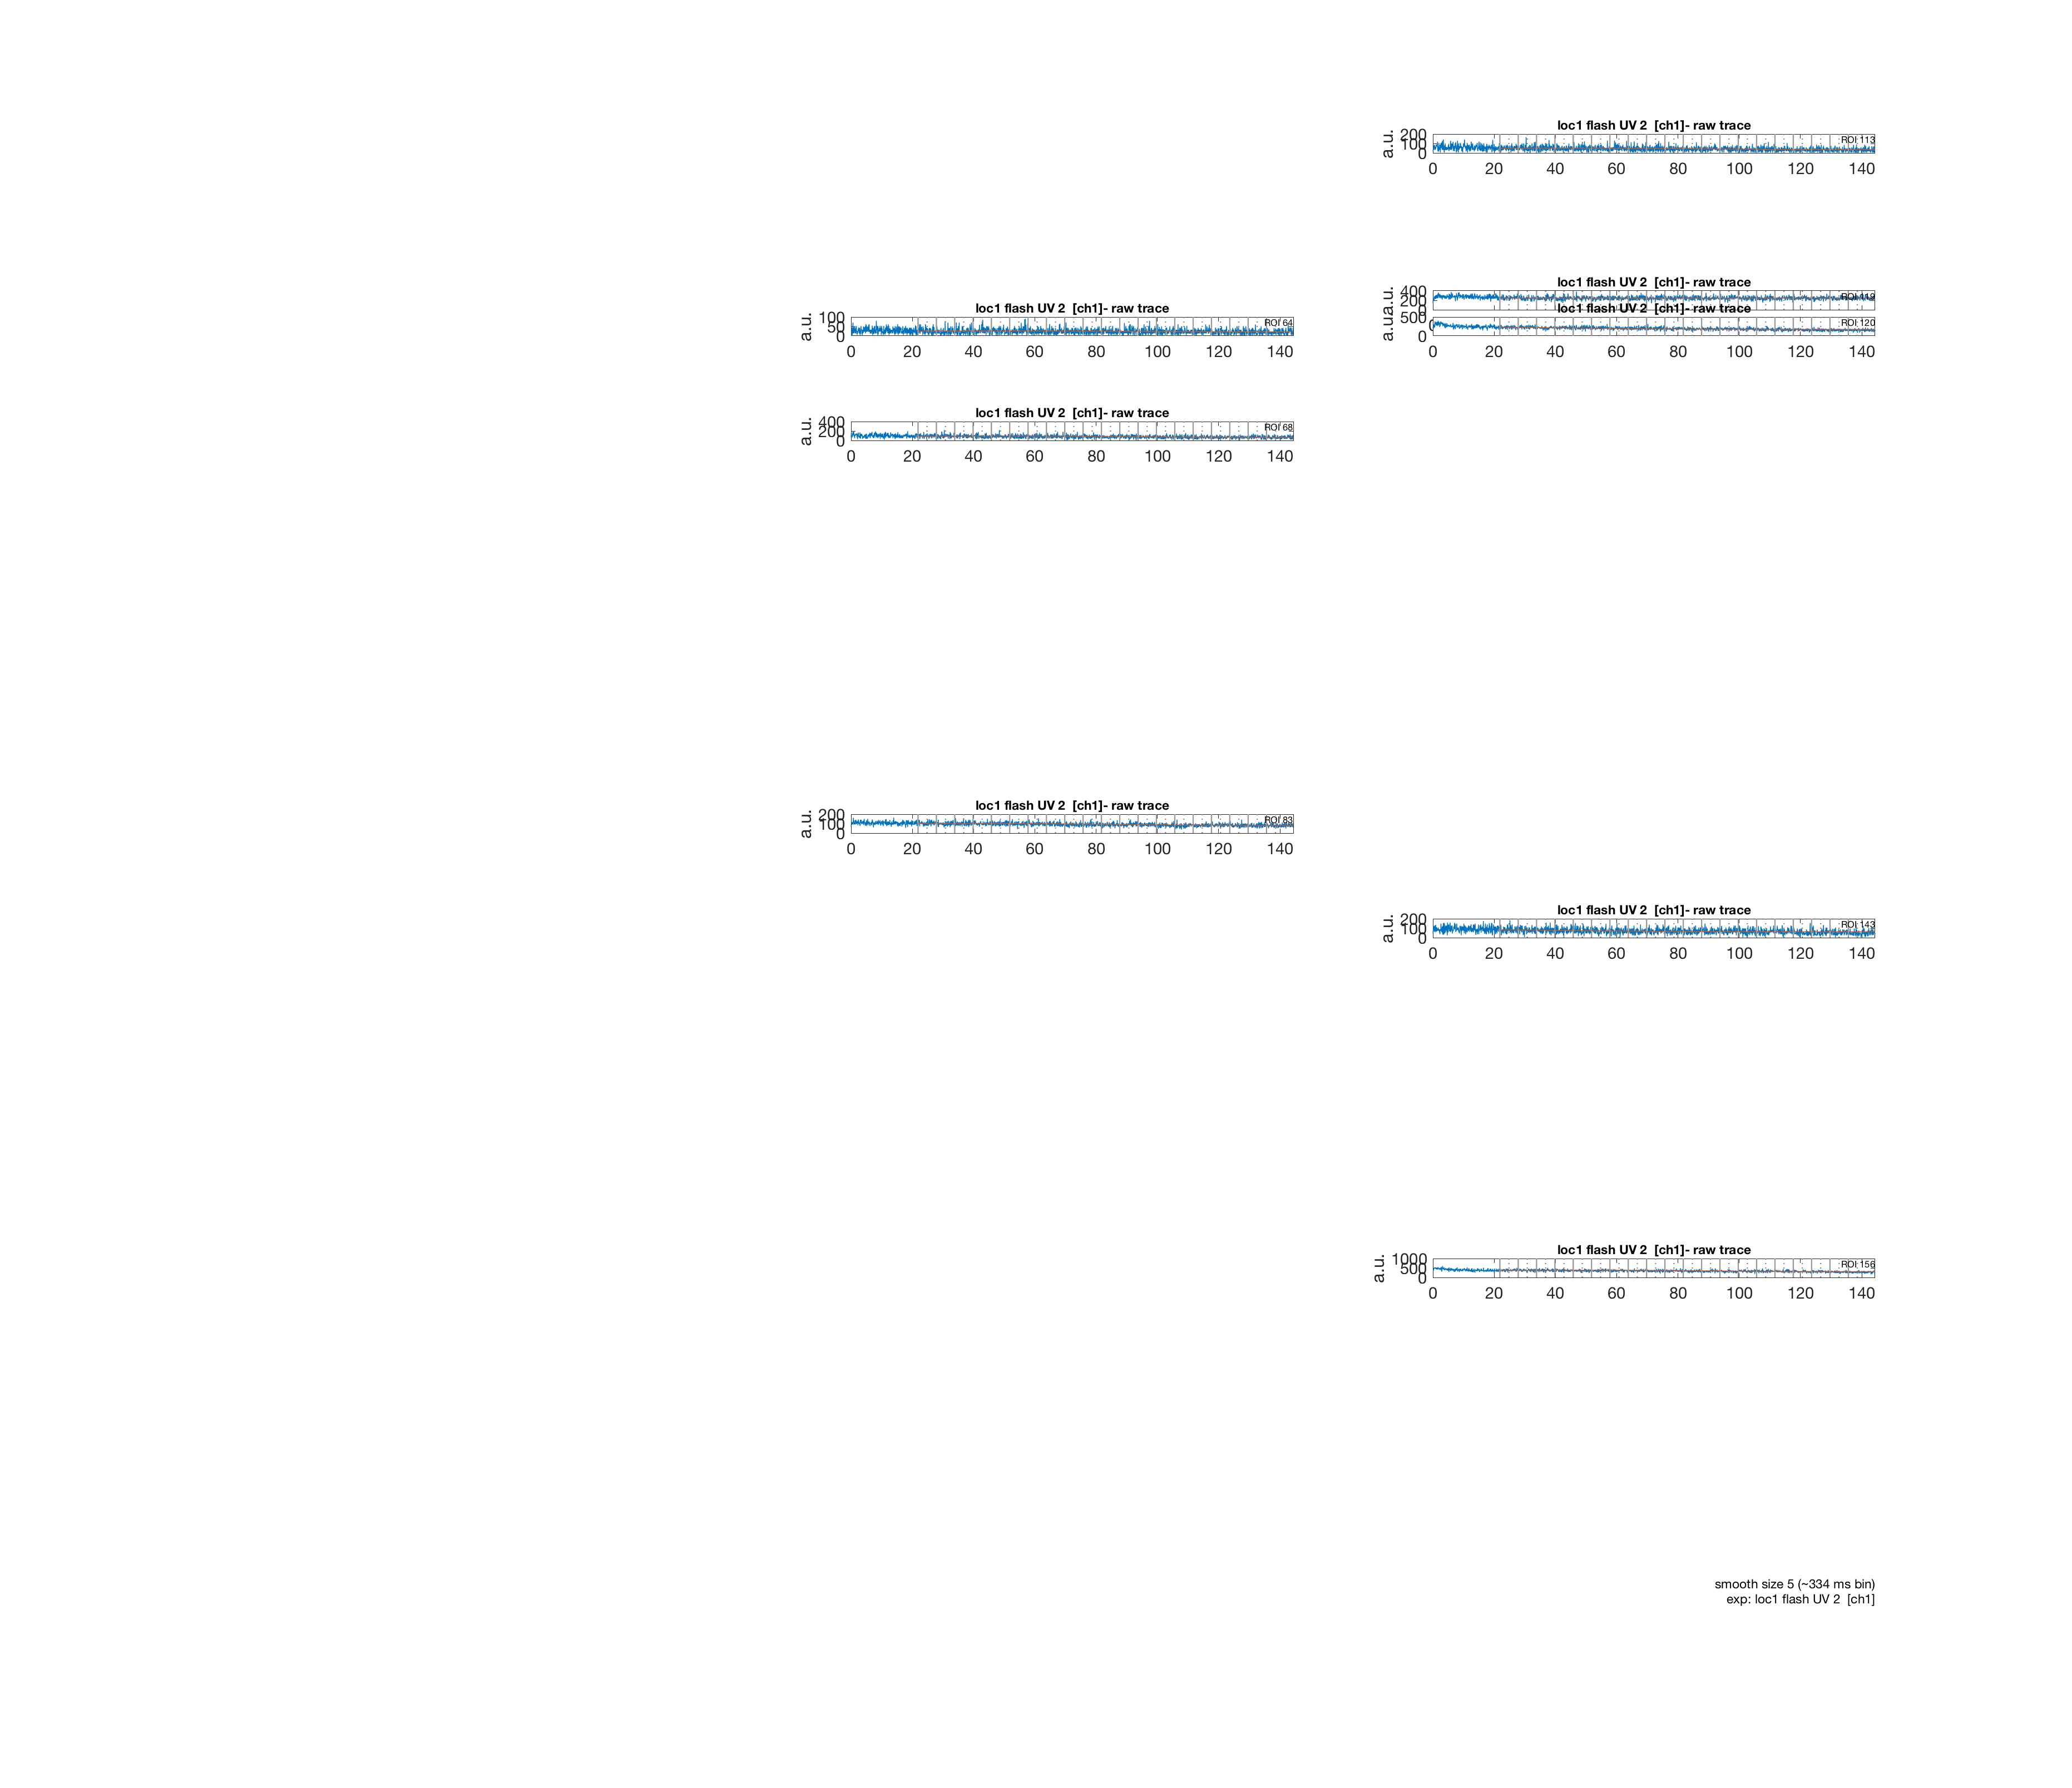 loc1 flash UV 2 [ch1]- raw trace
a.u.
200
100
0
ROI 113
0 20 40 60 80 100 120 140
loc1 flash UV 2 [ch1]- raw trace
a.u.
400
200
0
ROI 119
loc1 flash UV 2 [ch1]- raw trace
a.u.
500
0
ROI 120
0 20 40 60 80 100 120 140
loc1 flash UV 2 [ch1]- raw trace
a.u.
100
50
0
ROI 64
0 20 40 60 80 100 120 140
loc1 flash UV 2 [ch1]- raw trace
a.u.
400
200
0
ROI 68
0 20 40 60 80 100 120 140
loc1 flash UV 2 [ch1]- raw trace
a.u.
200
100
0
ROI 83
0 20 40 60 80 100 120 140
loc1 flash UV 2 [ch1]- raw trace
a.u.
200
100
0
ROI 143
0 20 40 60 80 100 120 140
loc1 flash UV 2 [ch1]- raw trace
a.u.
1000
500
0
ROI 156
0 20 40 60 80 100 120 140
smooth size 5 (~334 ms bin)
exp: loc1 flash UV 2 [ch1]